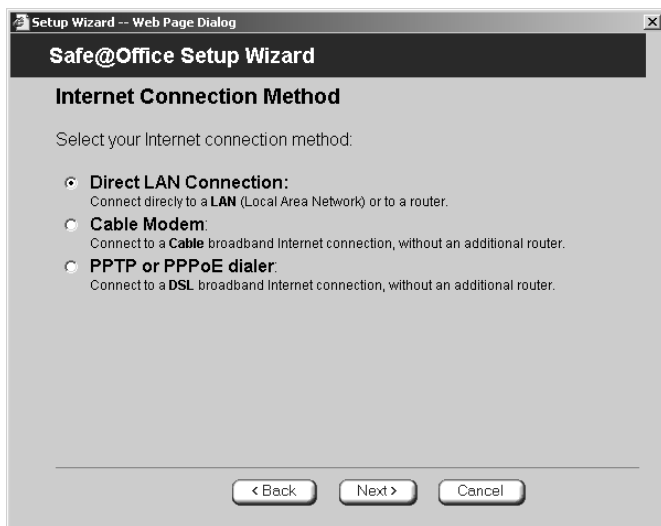 Setup Wizard -- Web Page Dialog
Safe@Office Setup Wizard
Internet Connection Method
Select your Internet connection method:
Direct LAN Connection:
Connect direcly to a LAN (Local Area Network) or to a router.
Cable Modem:
Connect to a Cable broadband Internet connection, without an additional router.
PPTP or PPPoE dialer:
Connect to a DSL broadband Internet connection, without an additional router.
< Back Next > Cancel